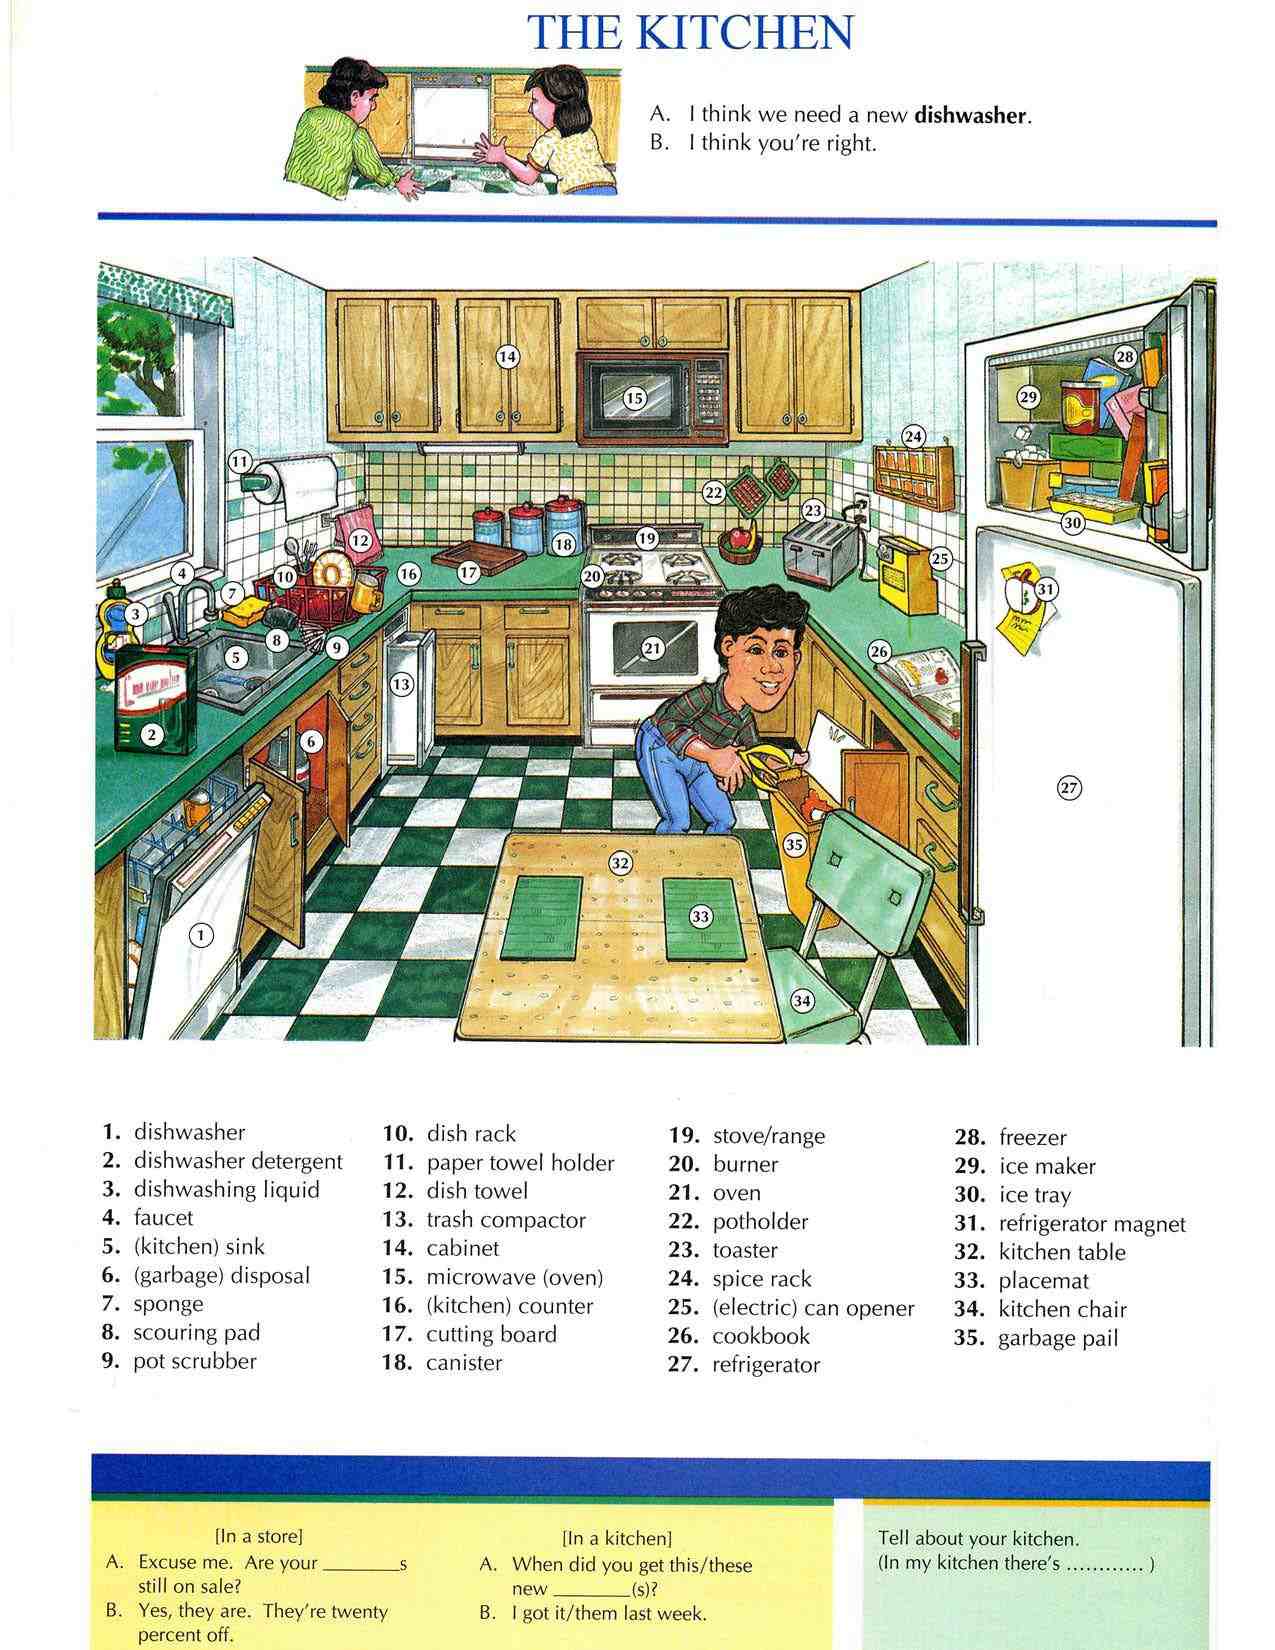 THE KITCHEN
A. I think we need a new dishwasher.
B. I think you're right.
14
28
15
29
24
11
22
23
30
19
12
18
25
4
10
16
17
20
31
7
3
8
9
21
26
5
13
2
6
27
35
32
33
1
34
1. dishwasher
2. dishwasher detergent
3. dishwashing liquid
4. faucet
5. (kitchen) sink
6. (garbage) disposal
7. sponge
8. scouring pad
9. pot scrubber
10. dish rack
11. paper towel holder
12. dish towel
13. trash compactor
14. cabinet
15. microwave (oven)
16. (kitchen) counter
17. cutting board
18. canister
19. stove/range
20. burner
21. oven
22. potholder
23. toaster
24. spice rack
25. (electric) can opener
26. cookbook
27. refrigerator
28. freezer
29. ice maker
30. ice tray
31. refrigerator magnet
32. kitchen table
33. placemat
34. kitchen chair
35. garbage pail
[In a store]
A. Excuse me. Are your ________s
still on sale?
B. Yes, they are. They're twenty
percent off.
[In a kitchen]
A. When did you get this/these
new ________(s)?
B. I got it/them last week.
Tell about your kitchen.
(In my kitchen there's ............ )